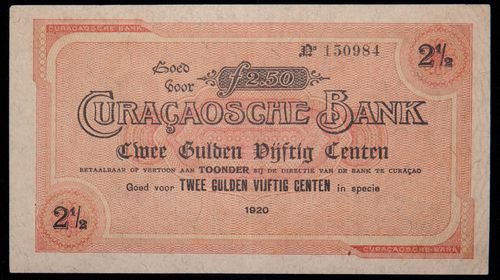 CURAÇAOSCHE BANK
Nº 150984
2½
Goed
voor
ƒ2.50
CURAÇAOSCHE BANK
Twee Gulden Vijftig Centen
BETAALBAAR OP VERTOON AAN TOONDER BIJ DE DIRECTIE VAN DE BANK TE CURAÇAO
GOED VOOR TWEE GULDEN VIJFTIG CENTEN in specie
1920
2½
CURAÇAOSCHE-BANK